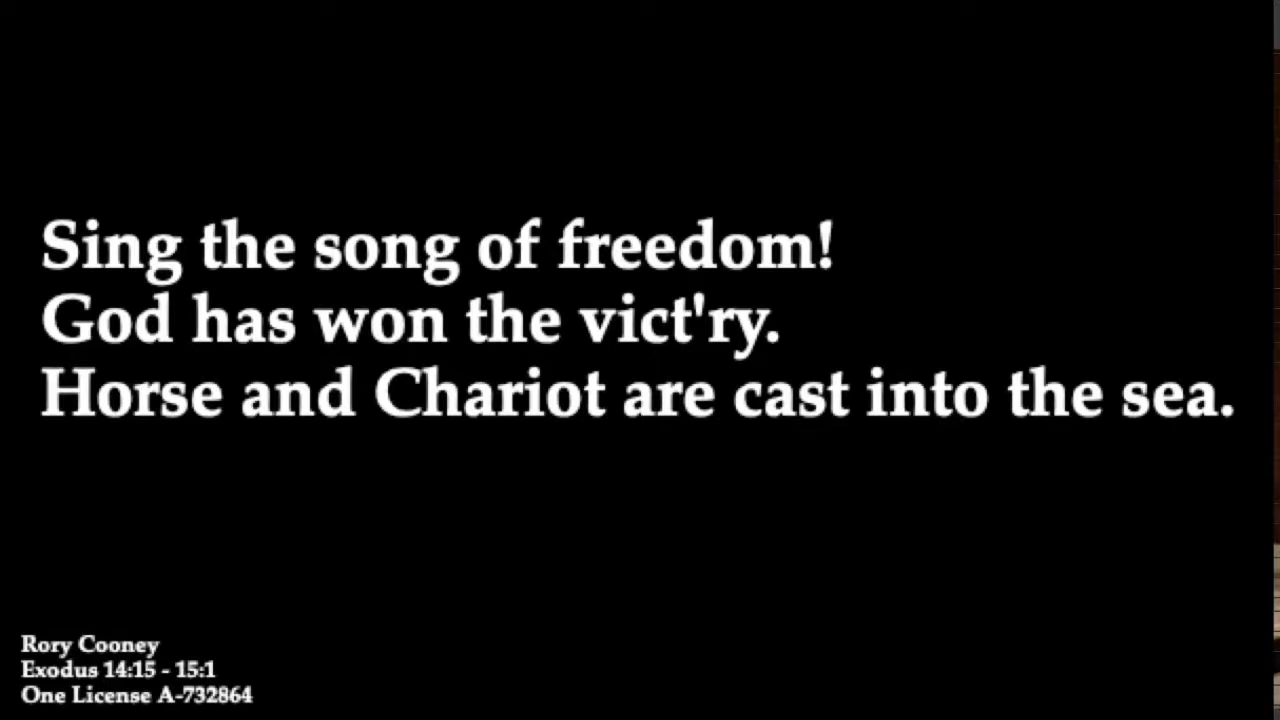 Sing the song of freedom!
God has won the vict'ry.
Horse and Chariot are cast into the sea.
Rory Cooney
Exodus 14:15 - 15:1
One License A-732864